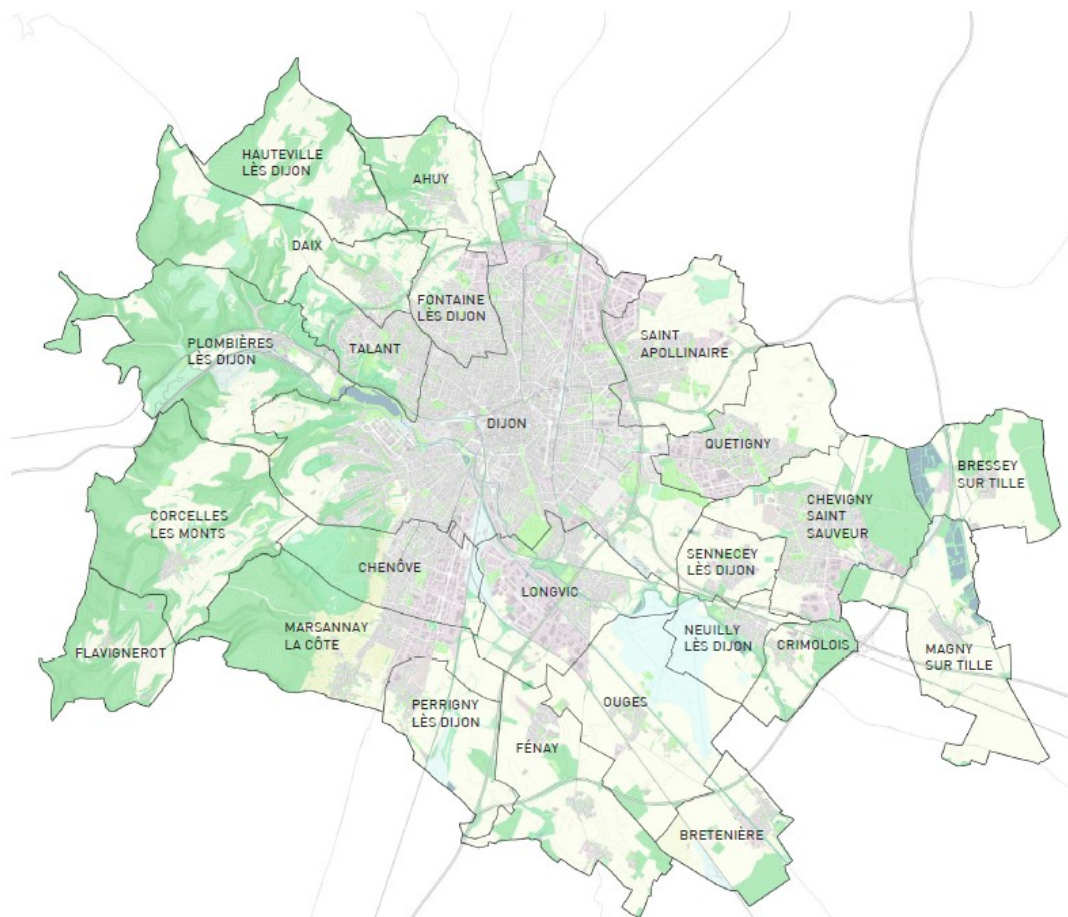 HAUTEVILLE
LÈS DIJON
AHUY
DAIX
FONTAINE
LÈS DIJON
SAINT
APOLLINAIRE
PLOMBIÈRES
LÈS DIJON
TALANT
DIJON
QUETIGNY
BRESSEY
SUR TILLE
CHEVIGNY
SAINT
SAUVEUR
CORCELLES
LES MONTS
SENNECEY
LÈS DIJON
CHENÔVE
LONGVIC
MARSANNAY
LA CÔTE
NEUILLY
LÈS DIJON
CRIMOLOIS
FLAVIGNEROT
MAGNY
SUR TILLE
PERRIGNY
LÈS DIJON
OUGES
FÉNAY
BRETENIÈRE